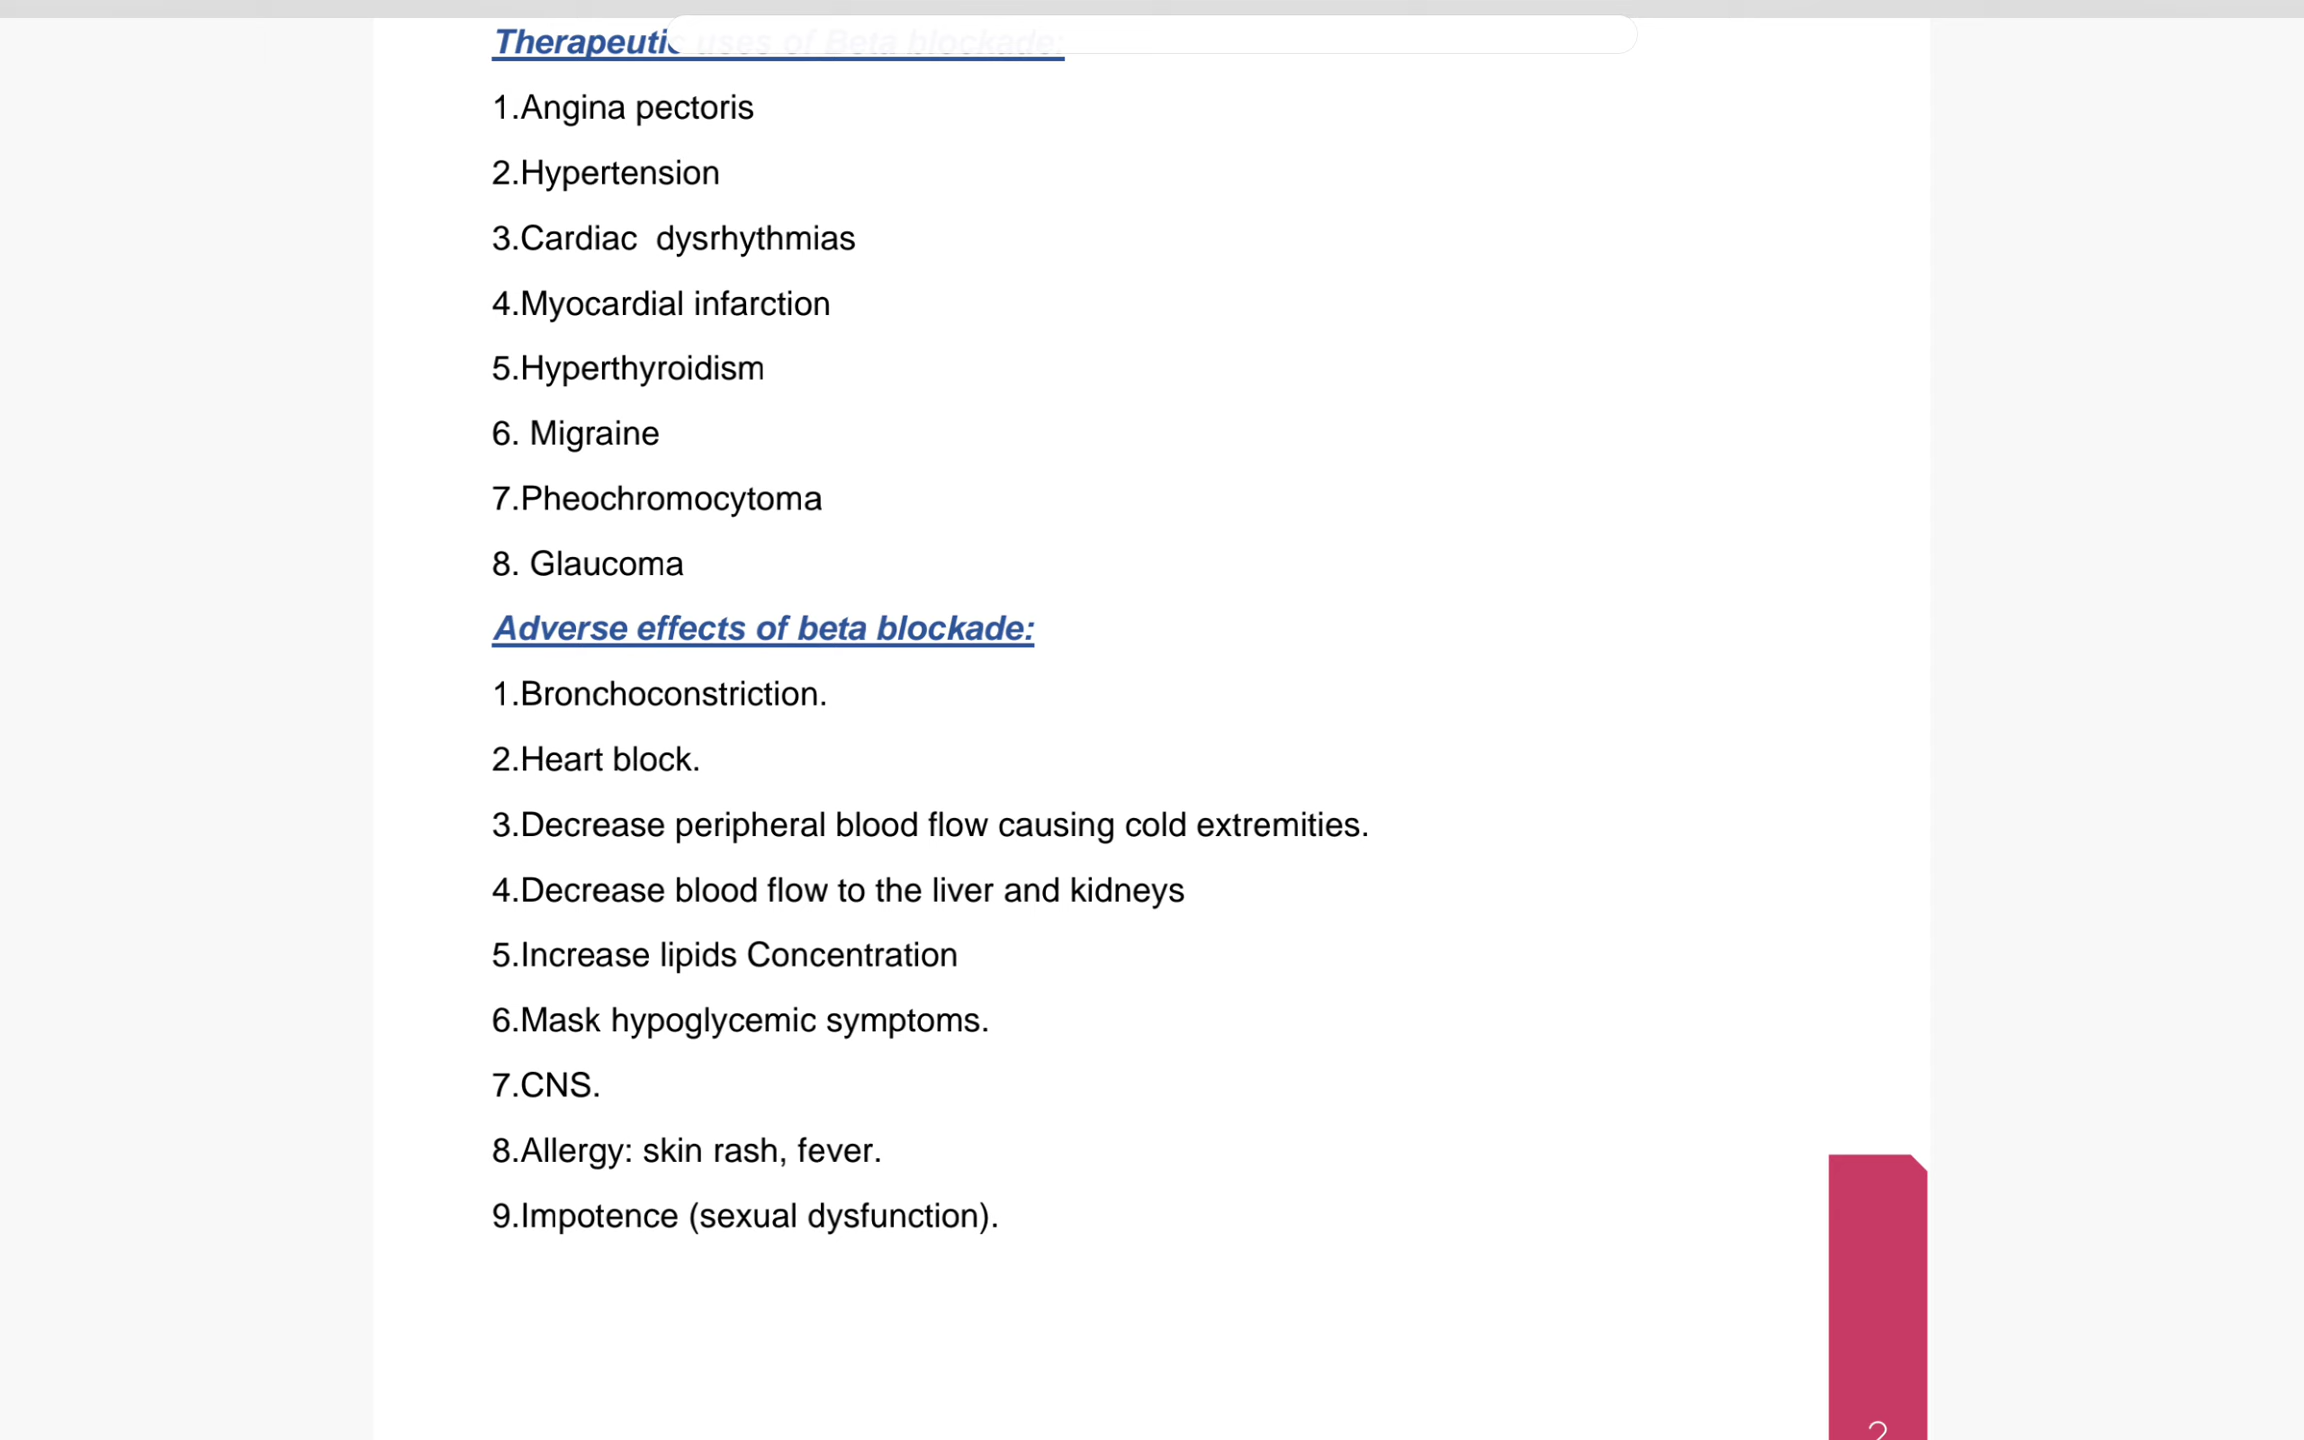 Therapeutic uses of Beta blockade:
1.Angina pectoris
2.Hypertension
3.Cardiac  dysrhythmias
4.Myocardial infarction
5.Hyperthyroidism
6. Migraine
7.Pheochromocytoma
8. Glaucoma
Adverse effects of beta blockade:
1.Bronchoconstriction.
2.Heart block.
3.Decrease peripheral blood flow causing cold extremities.
4.Decrease blood flow to the liver and kidneys
5.Increase lipids Concentration
6.Mask hypoglycemic symptoms.
7.CNS.
8.Allergy: skin rash, fever.
9.Impotence (sexual dysfunction).
2